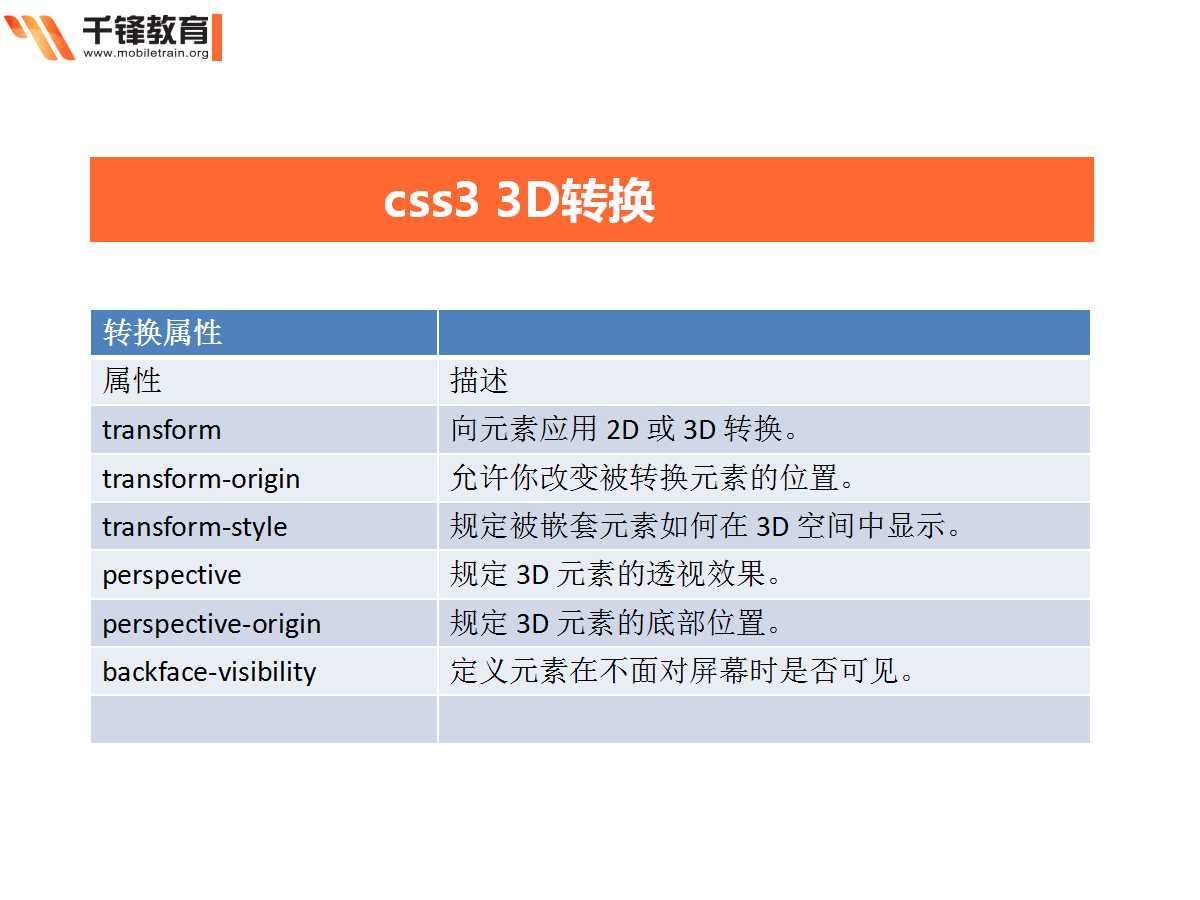 千锋教育
www.mobiletrain.org
css3 3D转换
转换属性
属性 描述
transform 向元素应用 2D 或 3D 转换。
transform-origin 允许你改变被转换元素的位置。
transform-style 规定被嵌套元素如何在 3D 空间中显示。
perspective 规定 3D 元素的透视效果。
perspective-origin 规定 3D 元素的底部位置。
backface-visibility 定义元素在不面对屏幕时是否可见。